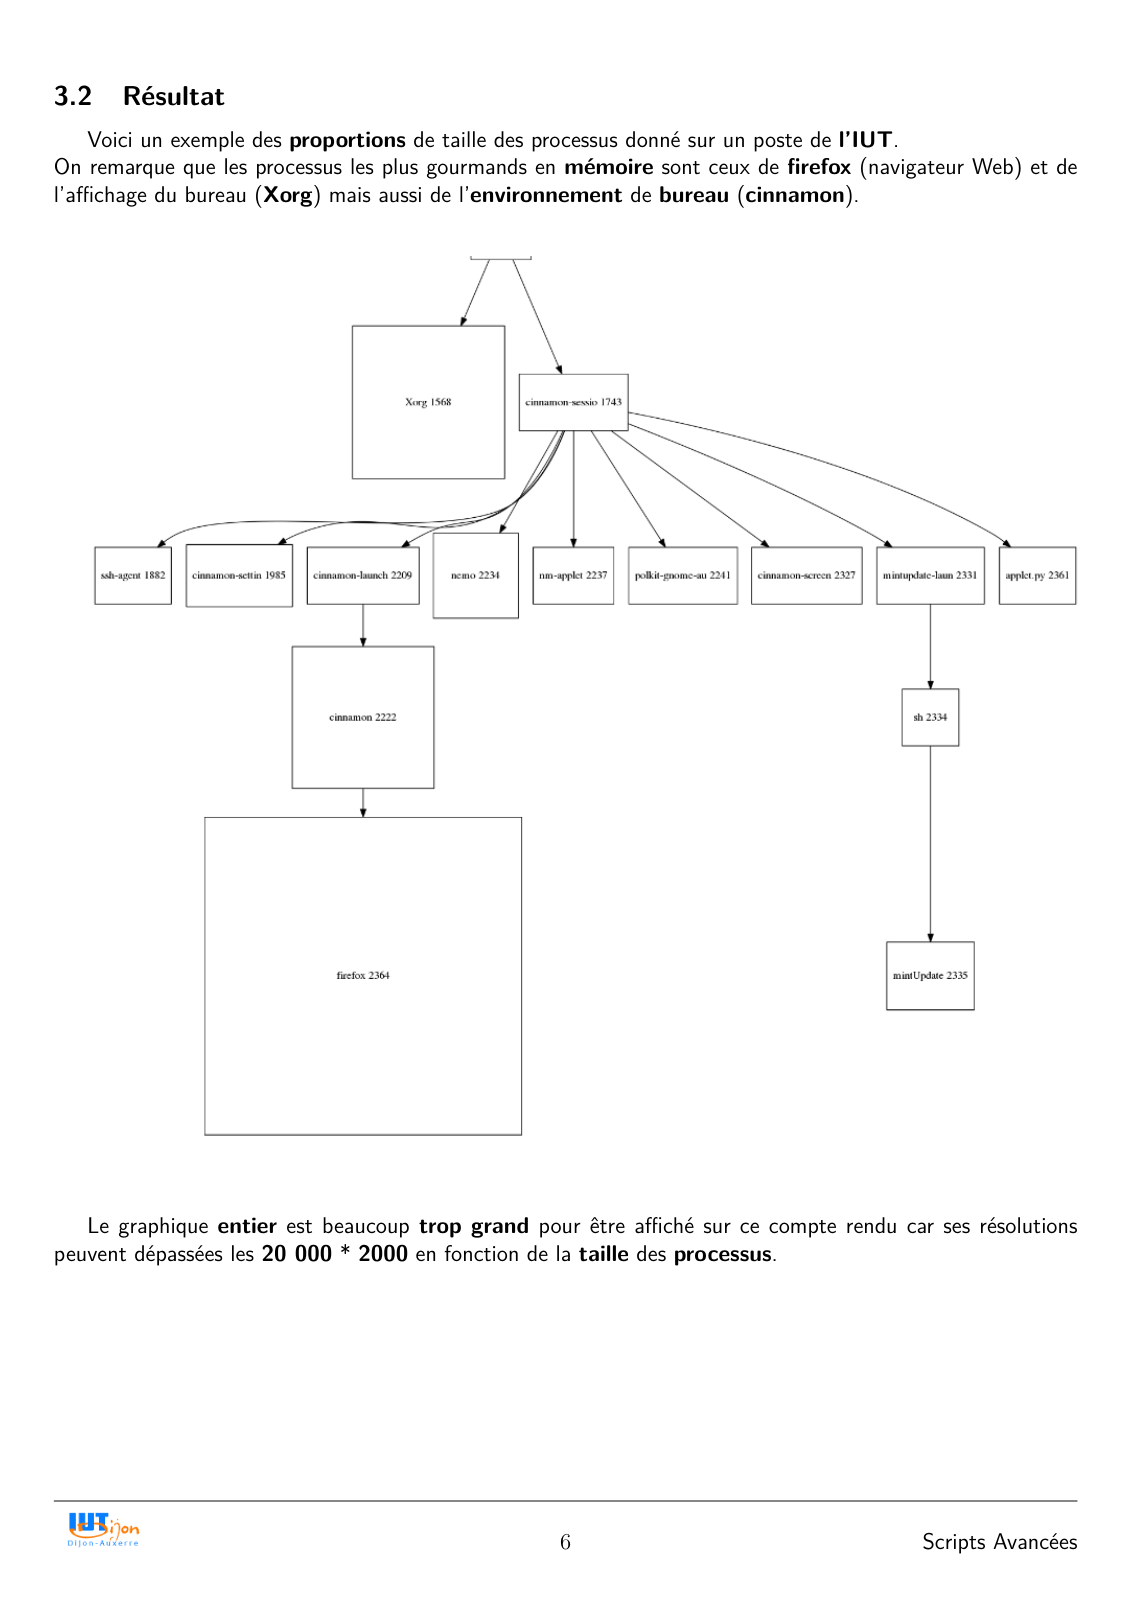 3.2 Résultat
Voici un exemple des proportions de taille des processus donné sur un poste de l'IUT.
On remarque que les processus les plus gourmands en mémoire sont ceux de firefox (navigateur Web) et de
l'affichage du bureau (Xorg) mais aussi de l'environnement de bureau (cinnamon).
Xorg 1568
cinnamon-sessio 1743
ssh-agent 1882
cinnamon-settin 1985
cinnamon-launch 2209
nemo 2234
nm-applet 2237
polkit-gnome-au 2241
cinnamon-screen 2327
mintupdate-laun 2331
applet.py 2361
cinnamon 2222
sh 2334
firefox 2364
mintUpdate 2335
Le graphique entier est beaucoup trop grand pour être affiché sur ce compte rendu car ses résolutions
peuvent dépassées les 20 000 * 2000 en fonction de la taille des processus.
IUT Dijon
Dijon-Auxerre
6
Scripts Avancées